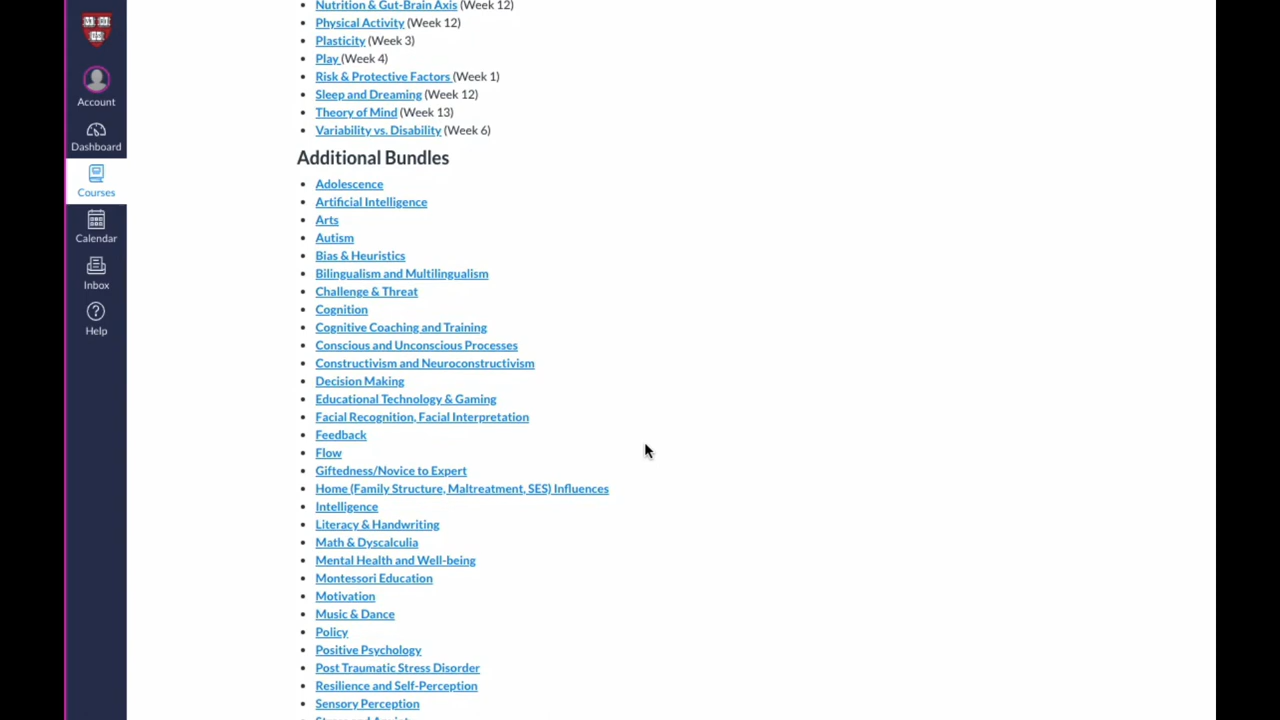 Nutrition & Gut-Brain Axis (Week 12)
Physical Activity (Week 12)
Plasticity (Week 3)
Play (Week 4)
Risk & Protective Factors (Week 1)
Sleep and Dreaming (Week 12)
Theory of Mind (Week 13)
Variability vs. Disability (Week 6)
Additional Bundles
Adolescence
Artificial Intelligence
Arts
Autism
Bias & Heuristics
Bilingualism and Multilingualism
Challenge & Threat
Cognition
Cognitive Coaching and Training
Conscious and Unconscious Processes
Constructivism and Neuroconstructivism
Decision Making
Educational Technology & Gaming
Facial Recognition, Facial Interpretation
Feedback
Flow
Giftedness/Novice to Expert
Home (Family Structure, Maltreatment, SES) Influences
Intelligence
Literacy & Handwriting
Math & Dyscalculia
Mental Health and Well-being
Montessori Education
Motivation
Music & Dance
Policy
Positive Psychology
Post Traumatic Stress Disorder
Resilience and Self-Perception
Sensory Perception
Account
Dashboard
Courses
Calendar
Inbox
Help